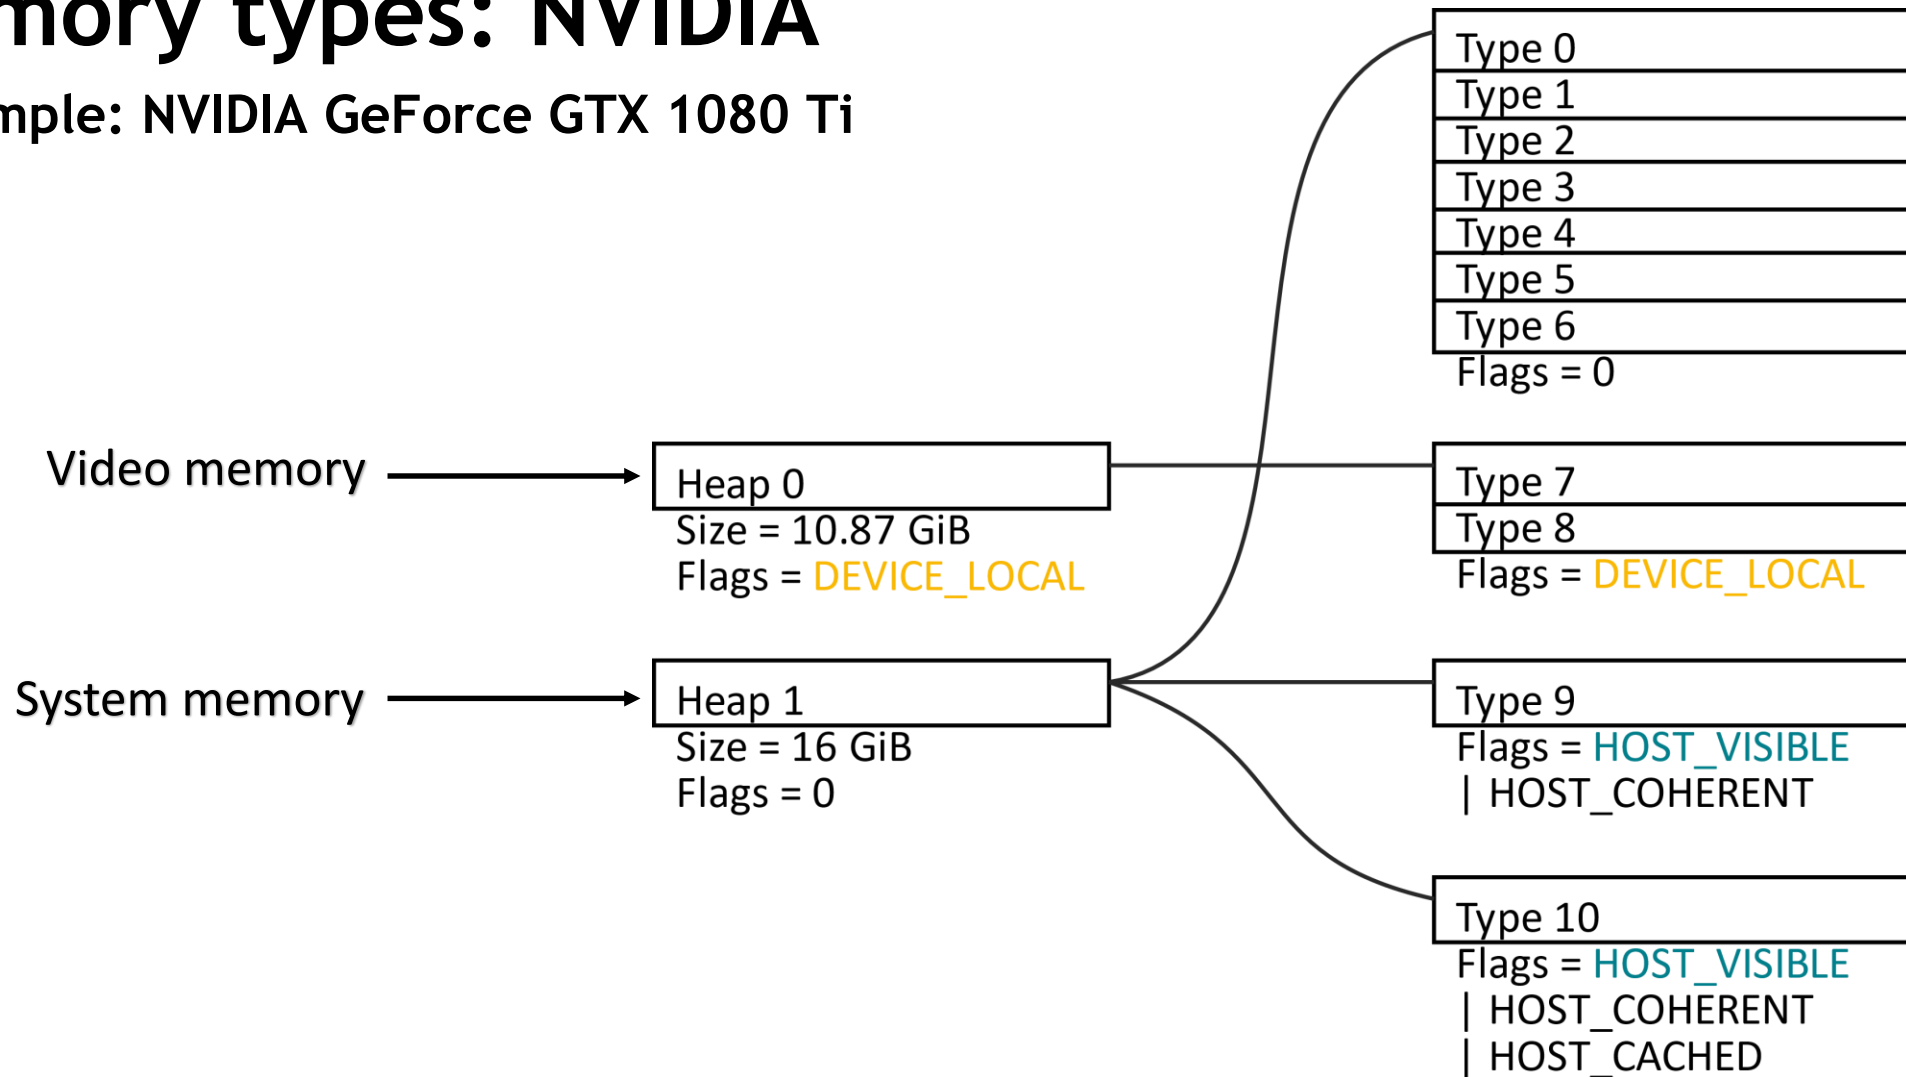 mory types: NVIDIA
mple: NVIDIA GeForce GTX 1080 Ti
Type 0
Type 1
Type 2
Type 3
Type 4
Type 5
Type 6
Flags = 0
Video memory
Heap 0
Size = 10.87 GiB
Flags = DEVICE_LOCAL
Type 7
Type 8
Flags = DEVICE_LOCAL
System memory
Heap 1
Size = 16 GiB
Flags = 0
Type 9
Flags = HOST_VISIBLE
| HOST_COHERENT
Type 10
Flags = HOST_VISIBLE
| HOST_COHERENT
| HOST_CACHED